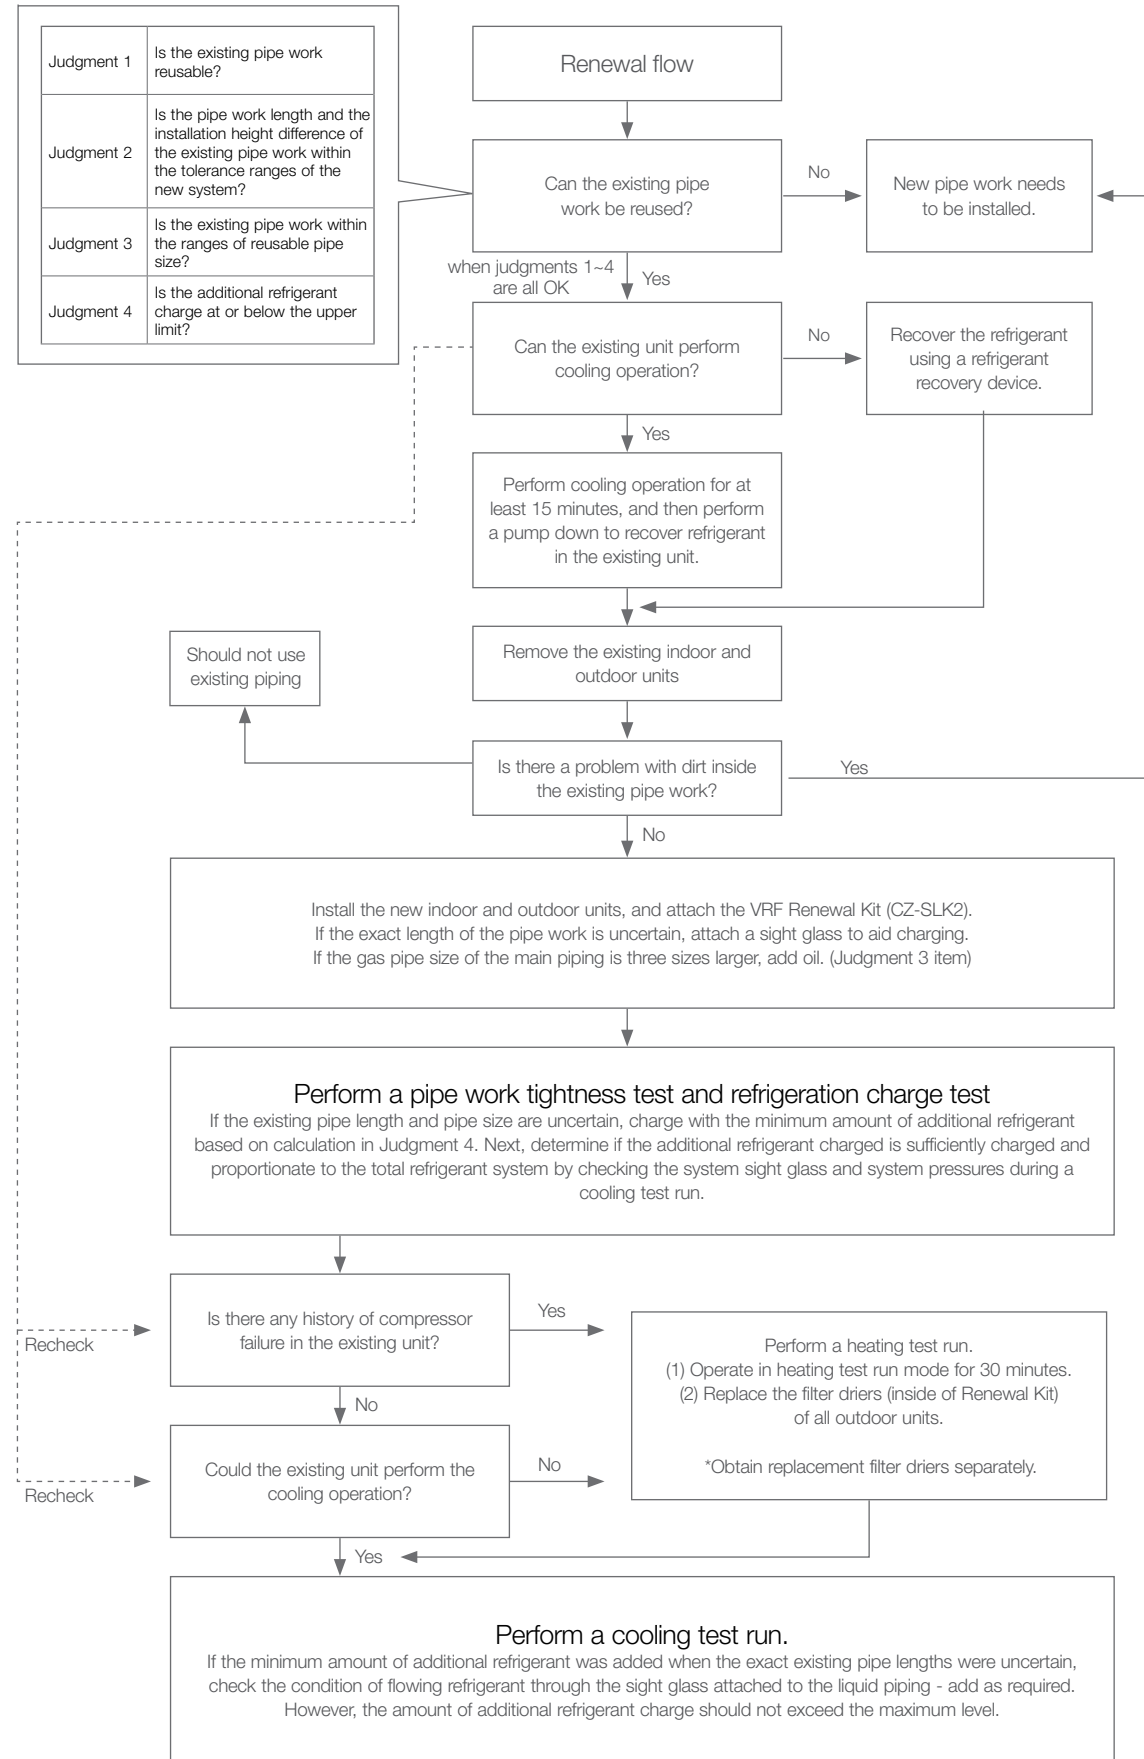 Judgment 1
Is the existing pipe work
reusable?
Judgment 2
Is the pipe work length and the
installation height difference of
the existing pipe work within
the tolerance ranges of the
new system?
Judgment 3
Is the existing pipe work within
the ranges of reusable pipe
size?
Judgment 4
Is the additional refrigerant
charge at or below the upper
limit?
Renewal flow
Can the existing pipe
work be reused?
No
New pipe work needs
to be installed.
when judgments 1~4
are all OK
Yes
Can the existing unit perform
cooling operation?
No
Recover the refrigerant
using a refrigerant
recovery device.
Yes
Perform cooling operation for at
least 15 minutes, and then perform
a pump down to recover refrigerant
in the existing unit.
Remove the existing indoor and
outdoor units
Should not use
existing piping
Is there a problem with dirt inside
the existing pipe work?
Yes
No
Install the new indoor and outdoor units, and attach the VRF Renewal Kit (CZ-SLK2).
If the exact length of the pipe work is uncertain, attach a sight glass to aid charging.
If the gas pipe size of the main piping is three sizes larger, add oil. (Judgment 3 item)
Perform a pipe work tightness test and refrigeration charge test
If the existing pipe length and pipe size are uncertain, charge with the minimum amount of additional refrigerant
based on calculation in Judgment 4. Next, determine if the additional refrigerant charged is sufficiently charged and
proportionate to the total refrigerant system by checking the system sight glass and system pressures during a
cooling test run.
Recheck
Is there any history of compressor
failure in the existing unit?
Yes
Perform a heating test run.
(1) Operate in heating test run mode for 30 minutes.
(2) Replace the filter driers (inside of Renewal Kit)
of all outdoor units.
*Obtain replacement filter driers separately.
No
Recheck
Could the existing unit perform the
cooling operation?
No
Yes
Perform a cooling test run.
If the minimum amount of additional refrigerant was added when the exact existing pipe lengths were uncertain,
check the condition of flowing refrigerant through the sight glass attached to the liquid piping - add as required.
However, the amount of additional refrigerant charge should not exceed the maximum level.